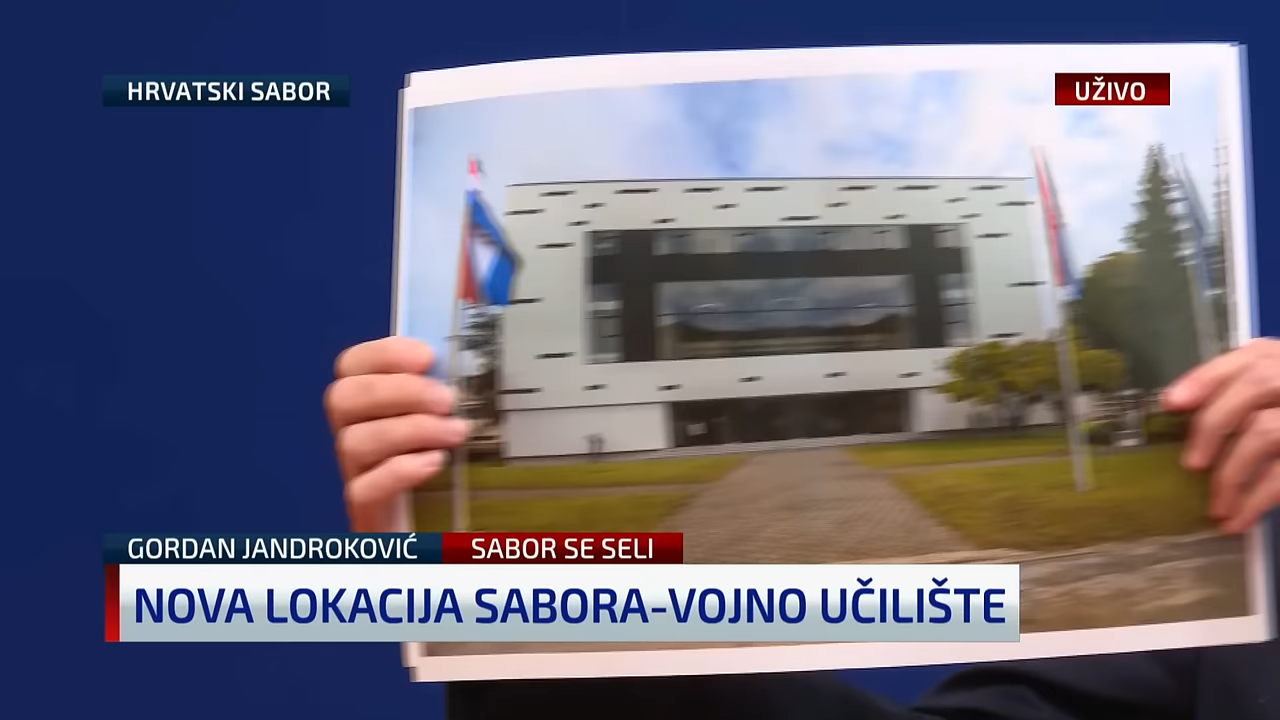 HRVATSKI SABOR
UŽIVO
GORDAN JANDROKOVIĆ
SABOR SE SELI
NOVA LOKACIJA SABORA-VOJNO UČILIŠTE